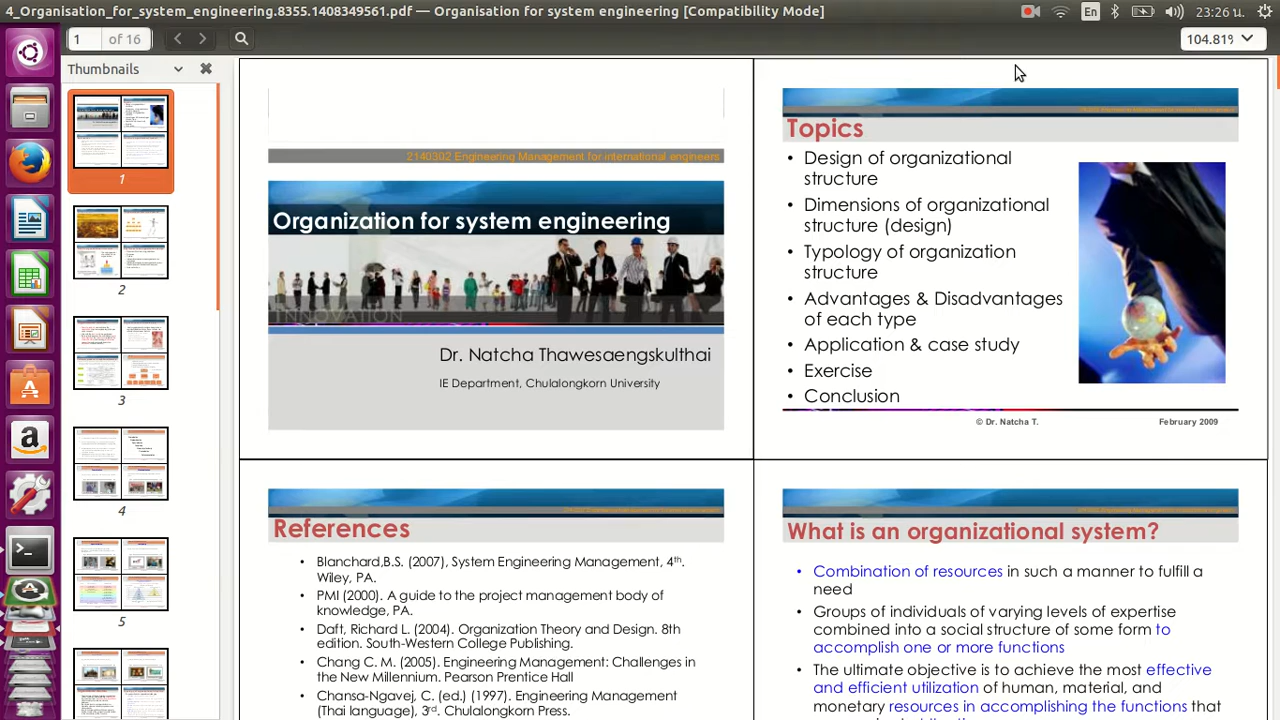 4_Organisation_for_system_engineering.8355.1408349561.pdf — Organisation for system engineering [Compatibility Mode]
En
23:26 น.
1 of 16
104.81%
Thumbnails
1
2
3
4
5
2140302 Engineering Management for international engineers
Organization for system engineering
INNOVATION
Dr. Natcha Thawesaengskulthai
IE Department, Chulalongkorn University
Topics
• Design of organizational
structure
• Dimensions of organizational
structure (design)
• Typology of organization
structure
• Advantages & Disadvantages
of each type
• Application & case study
• Exercise
• Conclusion
© Dr. Natcha T.
February 2009
References
• Blanchard,B.S. (2007), System Engineering Management, 4th.
Wiley, PA.
• PMI (2000). A guide to the project management body of
knowledge, PA.
• Daft, Richard L. (2004). Organization Theory and Design. 8th
edition. South-Western College Publishing.
• Chang C. M. (2005). Engineering Management: Challenges in
the New Millennium. Pearson Prentice Hall
• Chansa-Ngavej, C. (ed.) (1997). Engineering Management
(Thai Language), 3rd, Chulalongkorn Press.
What is an organizational system?
• Combination of resources in such a manner to fulfill a
need
• Groups of individuals of varying levels of expertise
combined into a social structure of some form to
accomplish one or more functions
• The ultimate objective is to achieve the most effective
and efficient utilization of human, material, and
monetary resources in accomplishing the functions that